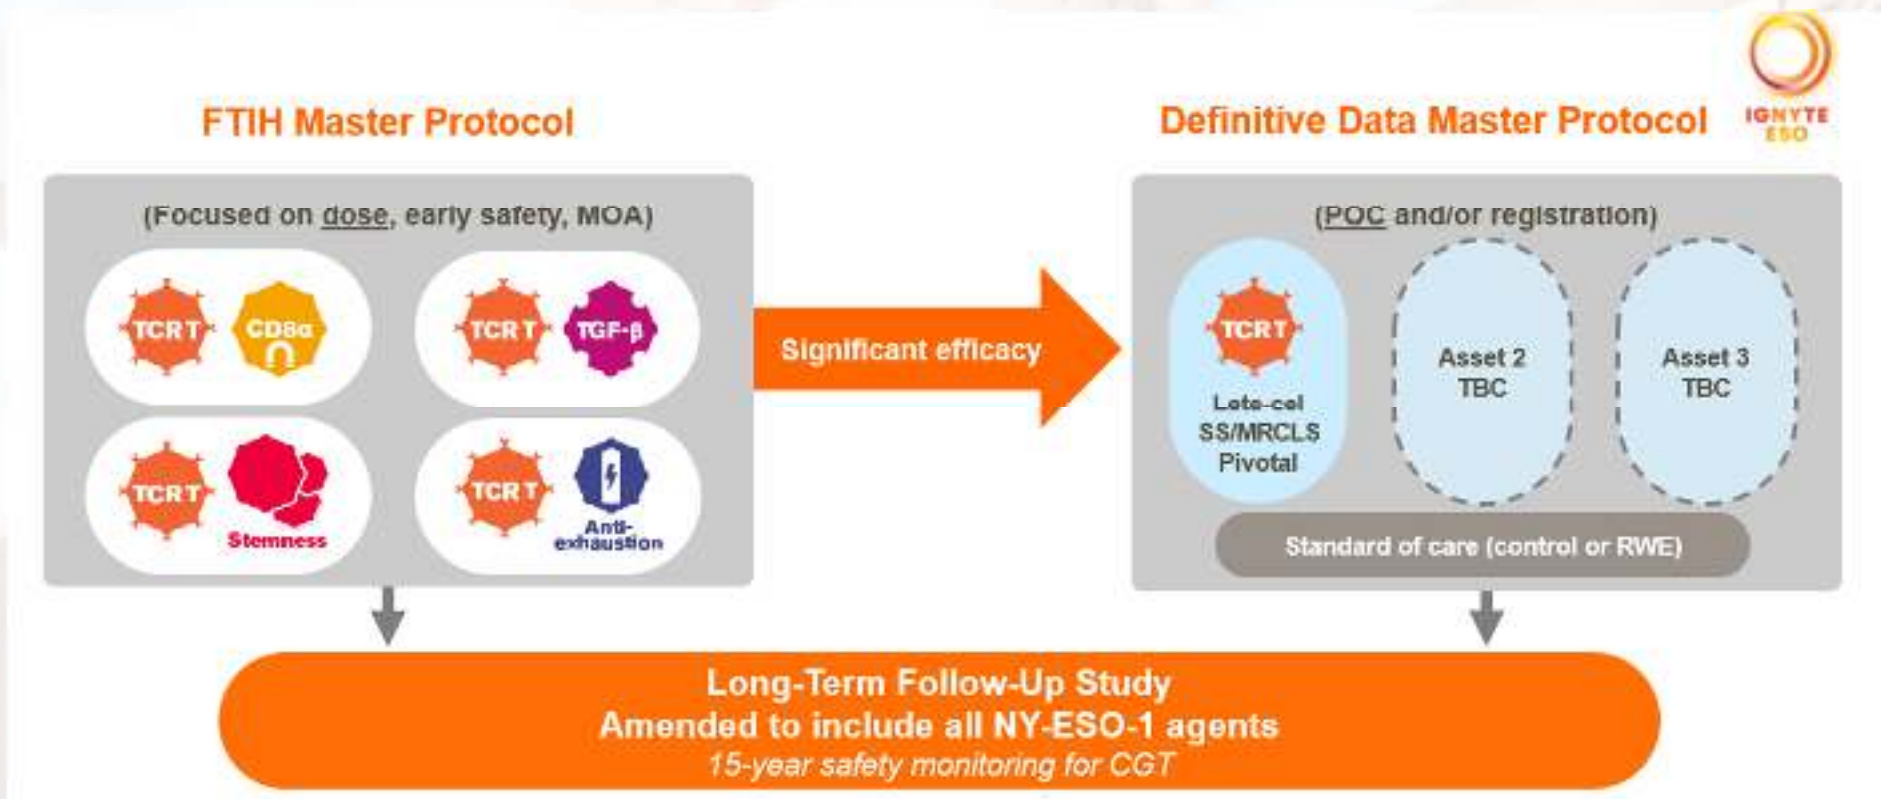 FTIH Master Protocol
(Focused on dose, early safety, MOA)
TCR T
CD8α
TCR T
TGF-β
TCR T
Stemness
TCR T
Anti-
exhaustion
Significant efficacy
Definitive Data Master Protocol
IGNYTE
ESO
(POC and/or registration)
TCR T
Lete-cel
SS/MRCLS
Pivotal
Asset 2
TBC
Asset 3
TBC
Standard of care (control or RWE)
Long-Term Follow-Up Study
Amended to include all NY-ESO-1 agents
15-year safety monitoring for CGT